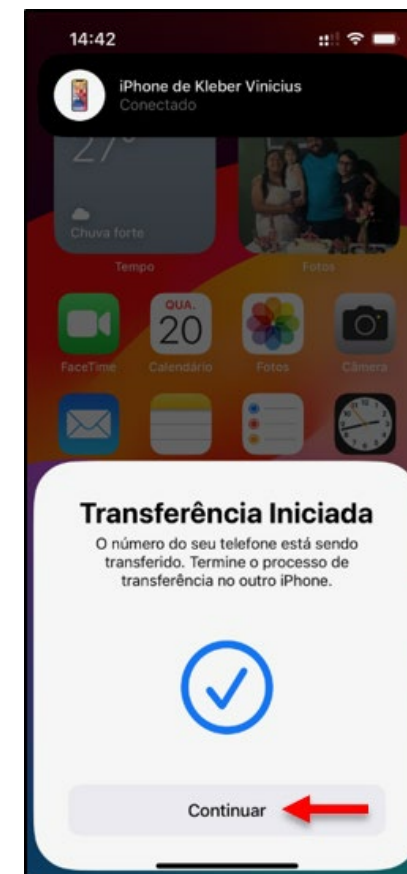 14:42
iPhone de Kleber Vinicius
Conectado
27°
Chuva forte
Tempo
Fotos
QUA.
20
FaceTime
Calendário
Fotos
Câmera
Transferência Iniciada
O número do seu telefone está sendo
transferido. Termine o processo de
transferência no outro iPhone.
Continuar